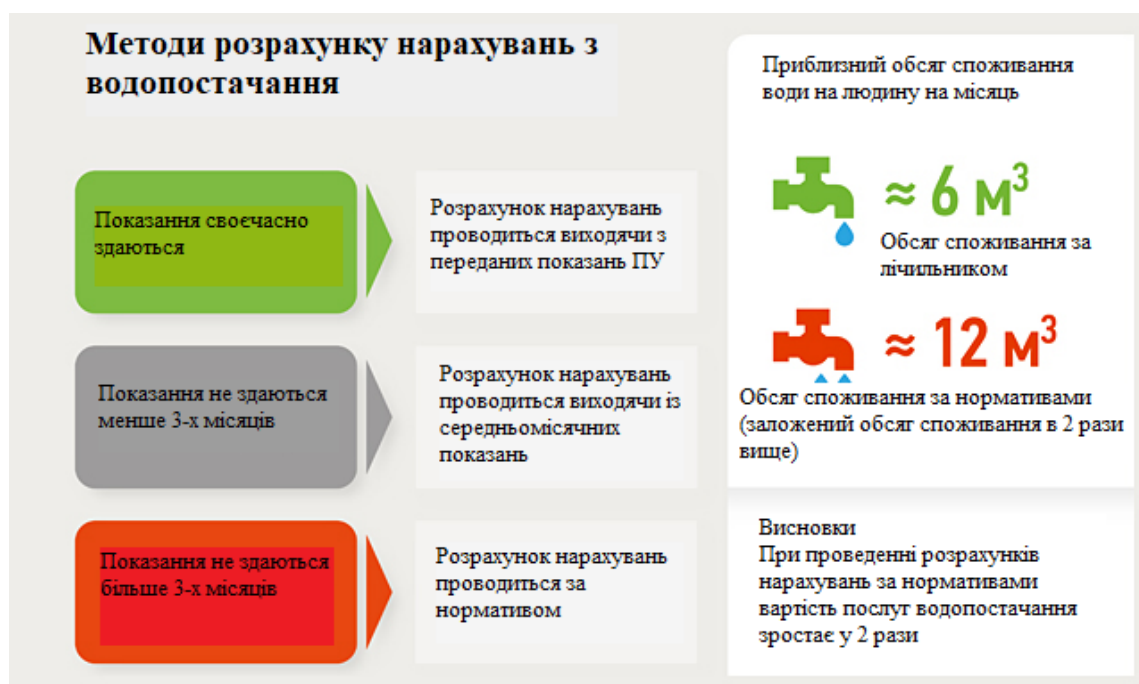 Методи розрахунку нарахувань з
водопостачання
Показання своєчасно
здаються
Розрахунок нарахувань
проводиться виходячи з
переданих показань ПУ
Показання не здаються
менше 3-х місяців
Розрахунок нарахувань
проводиться виходячи із
середньомісячних
показань
Показання не здаються
більше 3-х місяців
Розрахунок нарахувань
проводиться за
нормативом
Приблизний обсяг споживання
води на людину на місяць
≈ 6 м³
Обсяг споживання за
лічильником
≈ 12 м³
Обсяг споживання за нормативами
(заложений обсяг споживання в 2 рази
вище)
Висновки
При проведенні розрахунків
нарахувань за нормативами
вартість послуг водопостачання
зростає у 2 рази